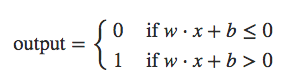 output = { 0 if w · x + b ≤ 0
1 if w · x + b > 0